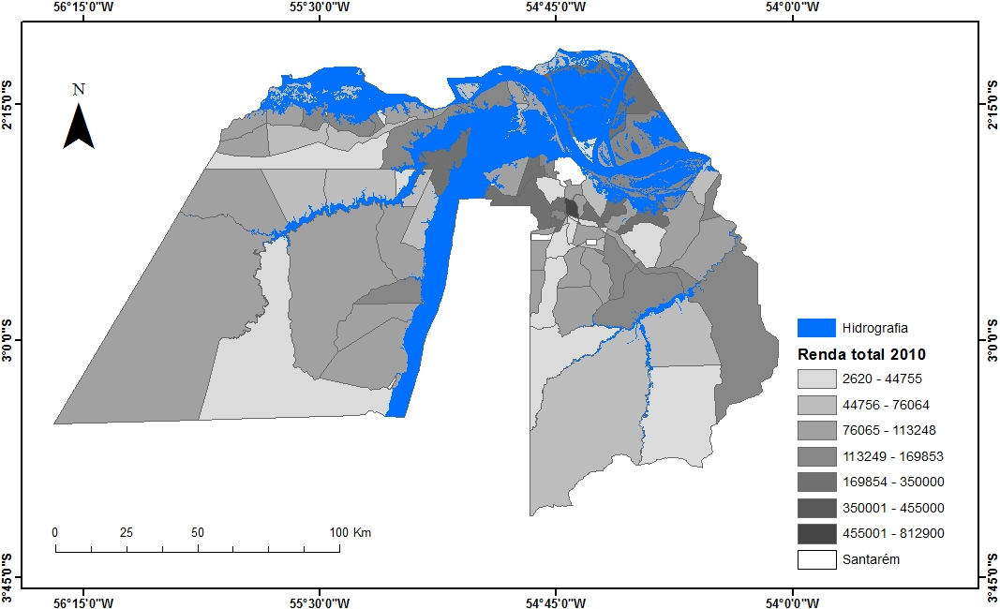 56°15'0"W 55°30'0"W 54°45'0"W 54°0'0"W
N
2°15'0"S 2°15'0"S
3°0'0"S 3°0'0"S
Hidrografia
Renda total 2010
2620 - 44755
44756 - 76064
76065 - 113248
113249 - 169853
169854 - 350000
350001 - 455000
455001 - 812900
Santarém
0 25 50 100 Km
3°45'0"S 3°45'0"S
56°15'0"W 55°30'0"W 54°45'0"W 54°0'0"W